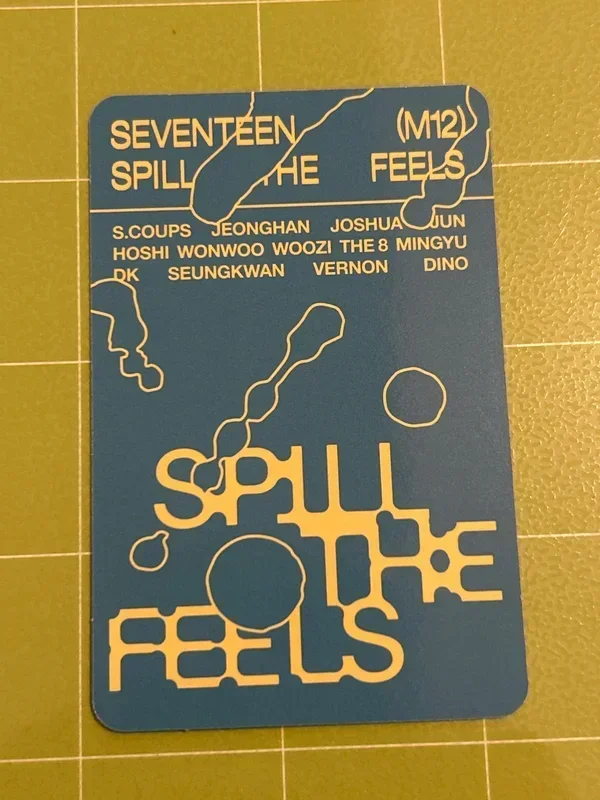 SEVENTEEN (M12)
SPILL THE FEELS
S.COUPS JEONGHAN JOSHUA JUN
HOSHI WONWOO WOOZI THE 8 MINGYU
DK SEUNGKWAN VERNON DINO
SPILL
THE
FEELS